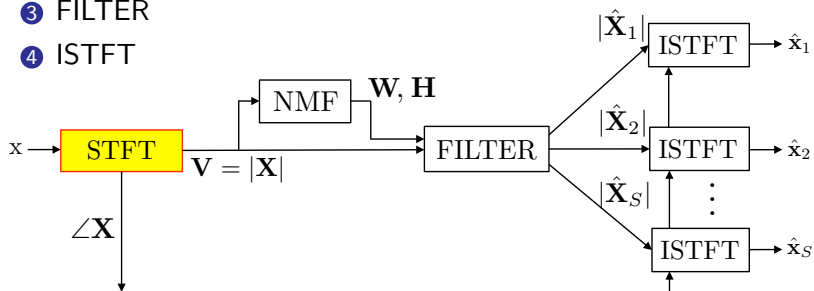 3 FILTER
4 ISTFT
|X̂₁|
ISTFT
x̂₁
W, H
NMF
|X̂₂|
x
STFT
V = |X|
FILTER
ISTFT
x̂₂
|X̂_S|
⋮
∠X
ISTFT
x̂_S